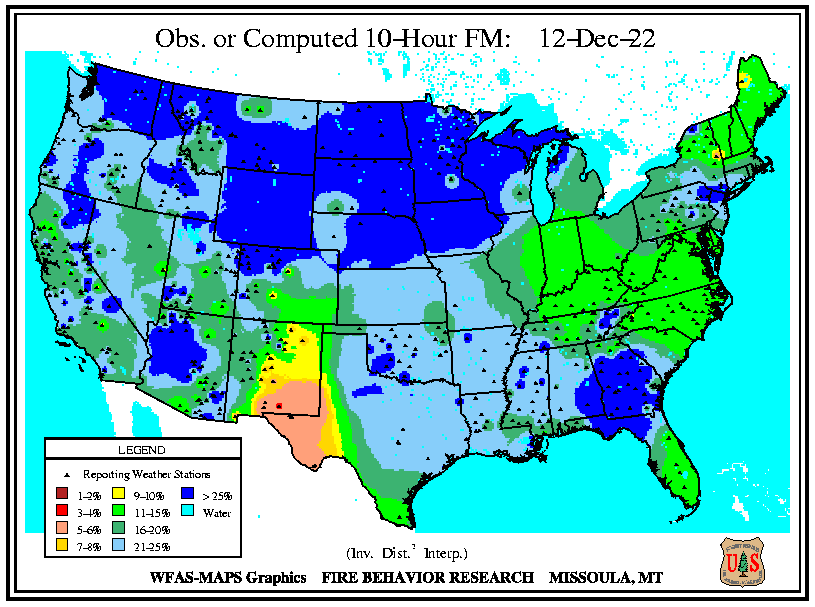 Obs. or Computed 10-Hour FM: 12-Dec-22
LEGEND
Reporting Weather Stations
1-2% 9-10% > 25%
3-4% 11-15% Water
5-6% 16-20%
7-8% 21-25%
(Inv. Dist.² Interp.)
WFAS-MAPS Graphics FIRE BEHAVIOR RESEARCH MISSOULA, MT
U S